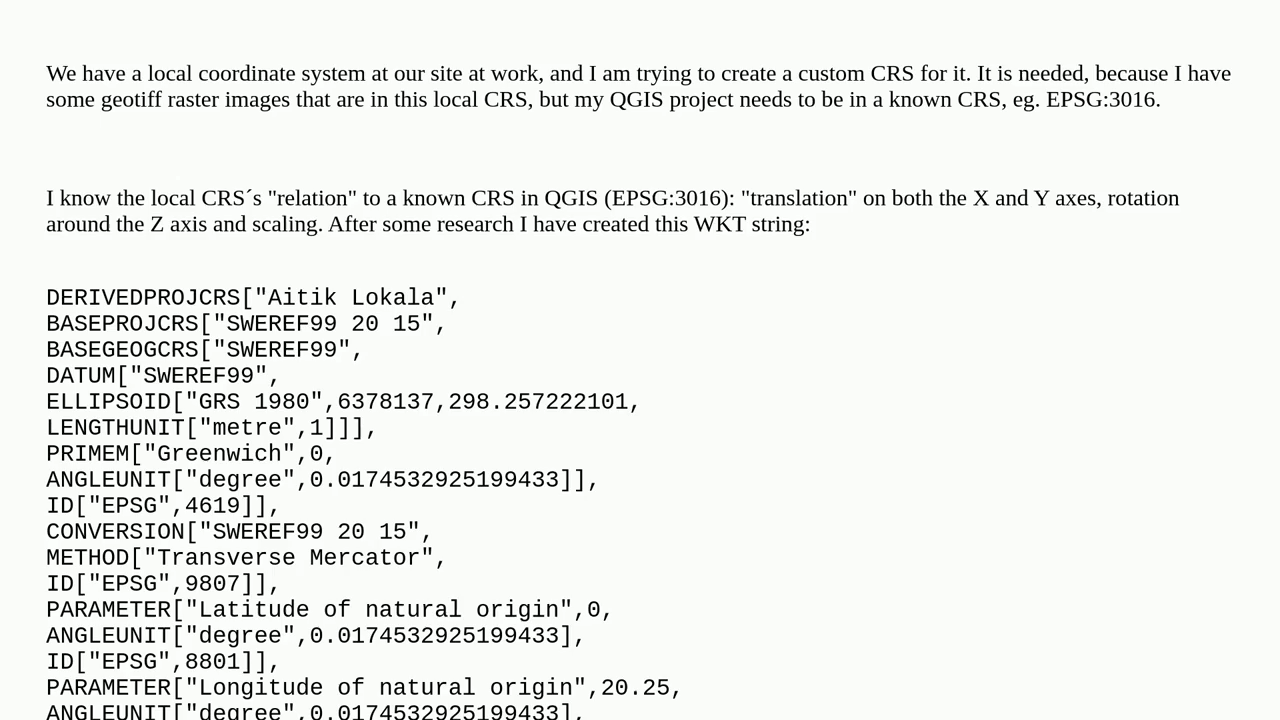 We have a local coordinate system at our site at work, and I am trying to create a custom CRS for it. It is needed, because I have
some geotiff raster images that are in this local CRS, but my QGIS project needs to be in a known CRS, eg. EPSG:3016.
I know the local CRS´s "relation" to a known CRS in QGIS (EPSG:3016): "translation" on both the X and Y axes, rotation
around the Z axis and scaling. After some research I have created this WKT string:
DERIVEDPROJCRS["Aitik Lokala",
BASEPROJCRS["SWEREF99 20 15",
BASEGEOGCRS["SWEREF99",
DATUM["SWEREF99",
ELLIPSOID["GRS 1980",6378137,298.257222101,
LENGTHUNIT["metre",1]]],
PRIMEM["Greenwich",0,
ANGLEUNIT["degree",0.0174532925199433]],
ID["EPSG",4619]],
CONVERSION["SWEREF99 20 15",
METHOD["Transverse Mercator",
ID["EPSG",9807]],
PARAMETER["Latitude of natural origin",0,
ANGLEUNIT["degree",0.0174532925199433],
ID["EPSG",8801]],
PARAMETER["Longitude of natural origin",20.25,
ANGLEUNIT["degree",0.0174532925199433],